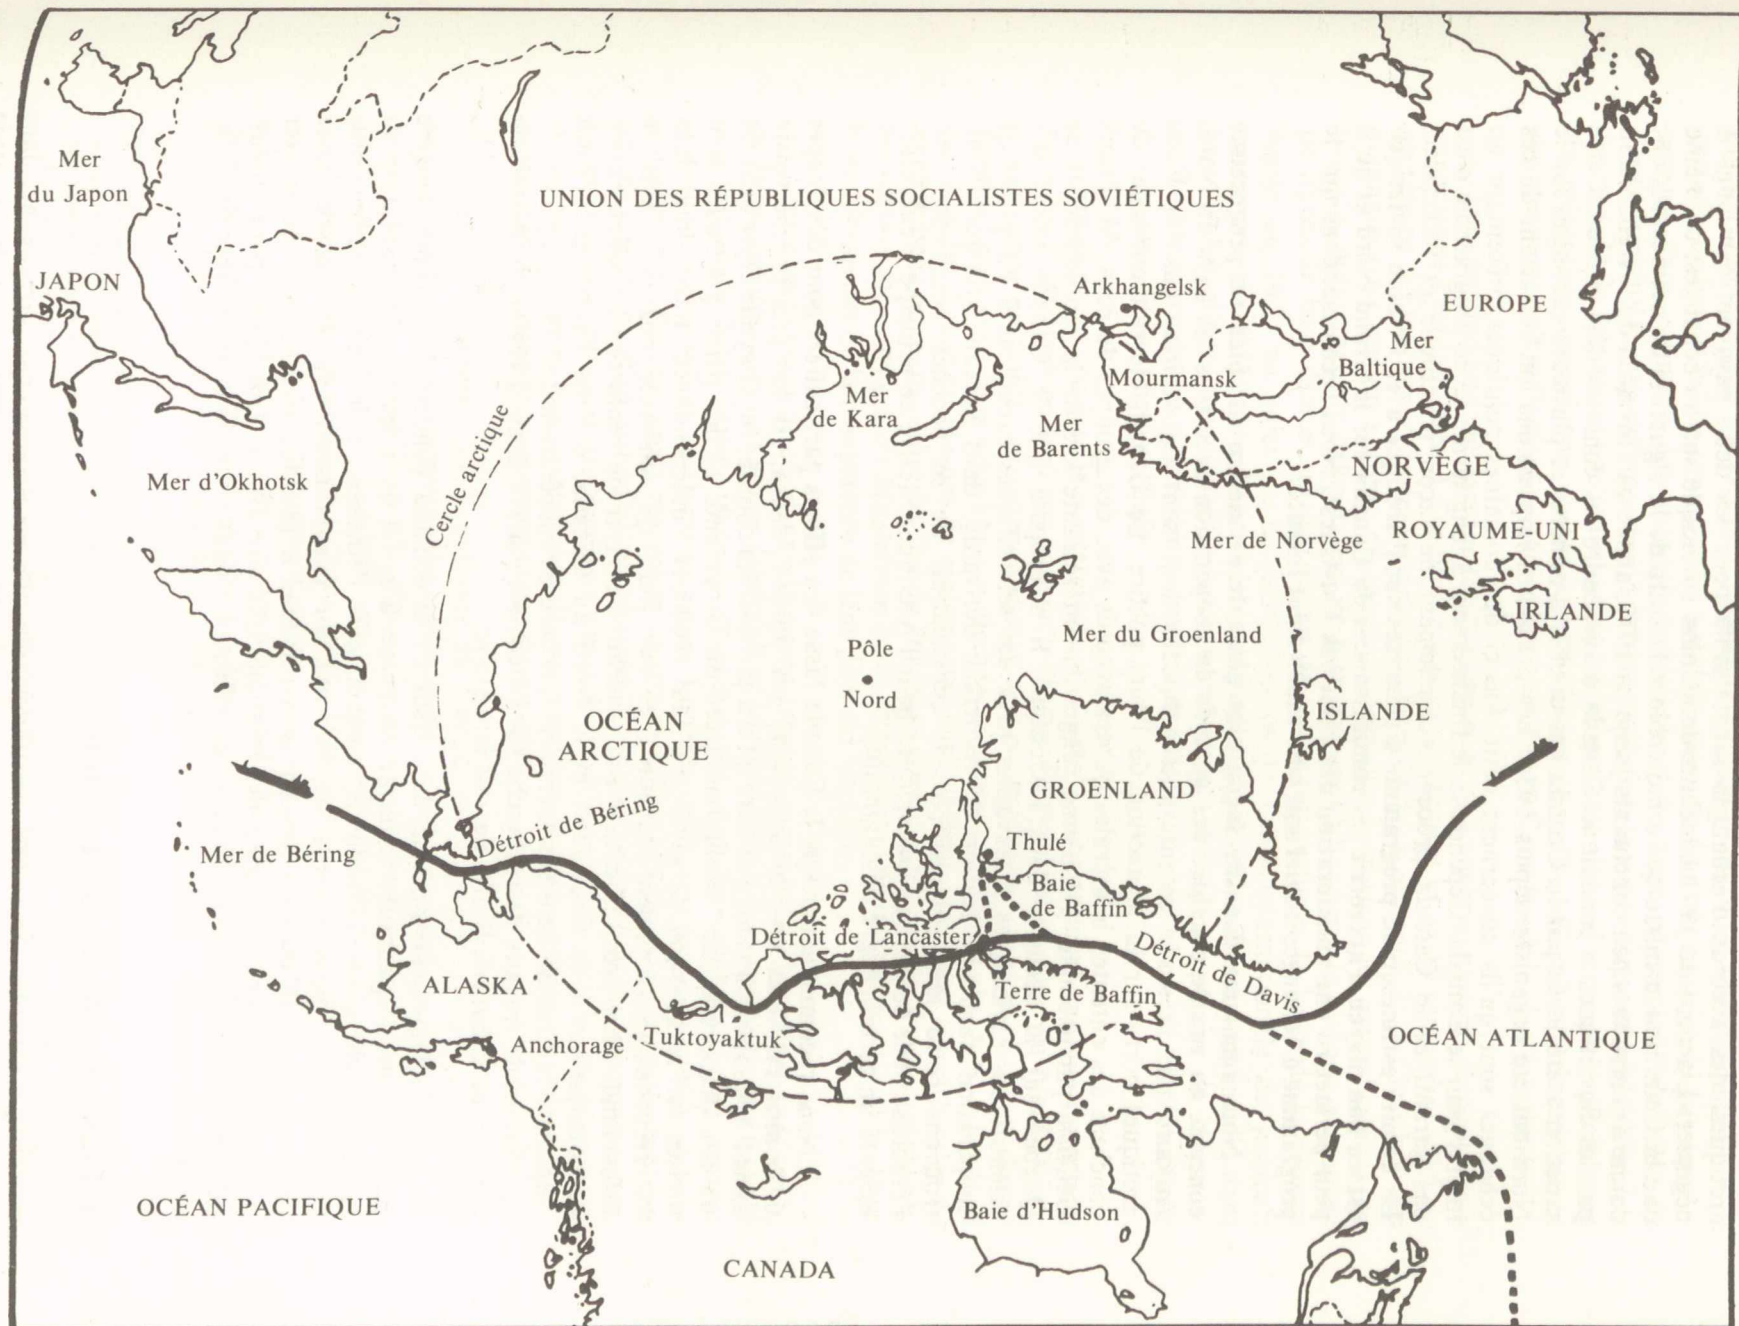 Mer
du Japon
UNION DES RÉPUBLIQUES SOCIALISTES SOVIÉTIQUES
JAPON
Arkhangelsk
EUROPE
Mer
Baltique
Mourmansk
Mer
de Kara
Mer
de Barents
Cercle arctique
NORVÈGE
Mer d'Okhotsk
Mer de Norvège
ROYAUME-UNI
IRLANDE
Mer du Groenland
Pôle
Nord
OCÉAN
ARCTIQUE
ISLANDE
GROENLAND
Détroit de Béring
Mer de Béring
Thulé
Baie
de Baffin
Détroit de Lancaster
Détroit de Davis
ALASKA
Terre de Baffin
Anchorage
Tuktoyaktuk
OCÉAN ATLANTIQUE
OCÉAN PACIFIQUE
Baie d'Hudson
CANADA